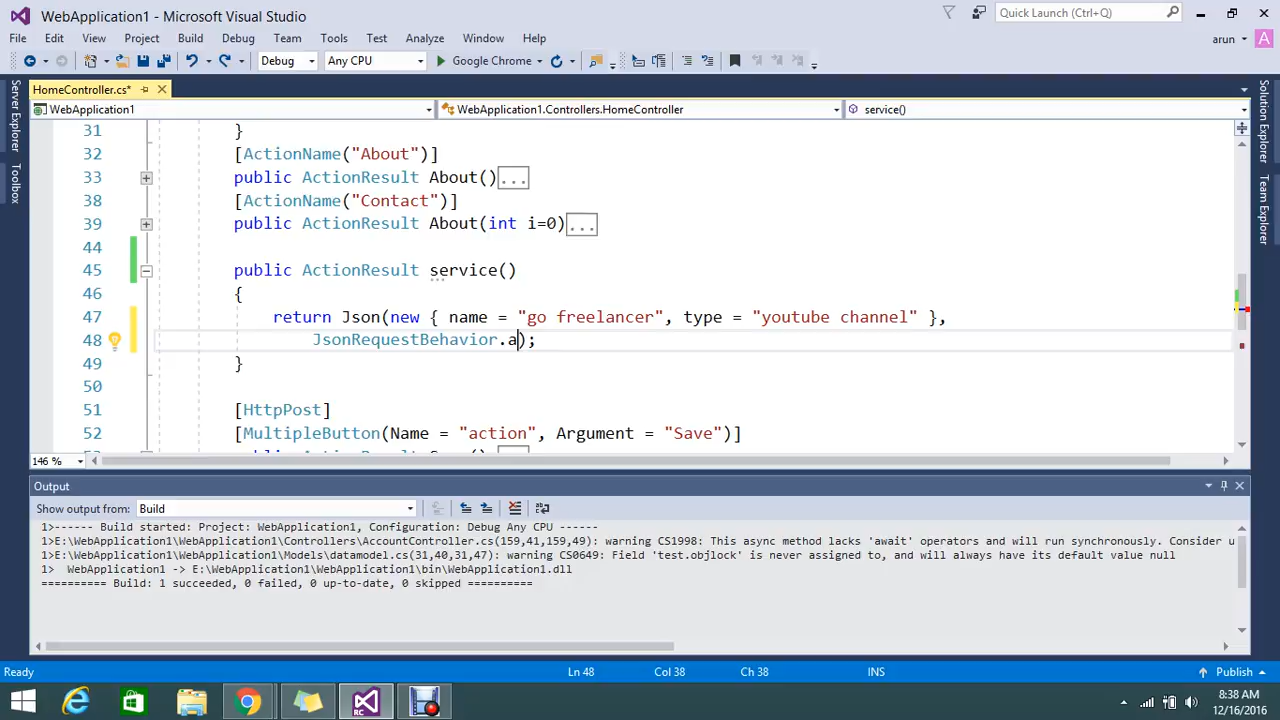 WebApplication1 - Microsoft Visual Studio
Quick Launch (Ctrl+Q)
File Edit View Project Build Debug Team Tools Test Analyze Window Help
arun A
Debug Any CPU Google Chrome
HomeController.cs*
WebApplication1 WebApplication1.Controllers.HomeController service()
Server Explorer
Toolbox
Solution Explorer
Team Explorer
31 }
32 [ActionName("About")]
33 public ActionResult About()...
38 [ActionName("Contact")]
39 public ActionResult About(int i=0)...
44
45 public ActionResult service()
46 {
47 return Json(new { name = "go freelancer", type = "youtube channel" },
48 JsonRequestBehavior.a);
49 }
50
51 [HttpPost]
52 [MultipleButton(Name = "action", Argument = "Save")]
146 %
Output
Show output from: Build
1>------ Build started: Project: WebApplication1, Configuration: Debug Any CPU ------
1>E:\WebApplication1\WebApplication1\Controllers\AccountController.cs(159,41,159,49): warning CS1998: This async method lacks 'await' operators and will run synchronously. Consider u
1>E:\WebApplication1\WebApplication1\Models\datamodel.cs(31,40,31,47): warning CS0649: Field 'test.objlock' is never assigned to, and will always have its default value null
1> WebApplication1 -> E:\WebApplication1\WebApplication1\bin\WebApplication1.dll
========== Build: 1 succeeded, 0 failed, 0 up-to-date, 0 skipped ==========
Ready Ln 48 Col 38 Ch 38 INS Publish
RC
8:38 AM
12/16/2016